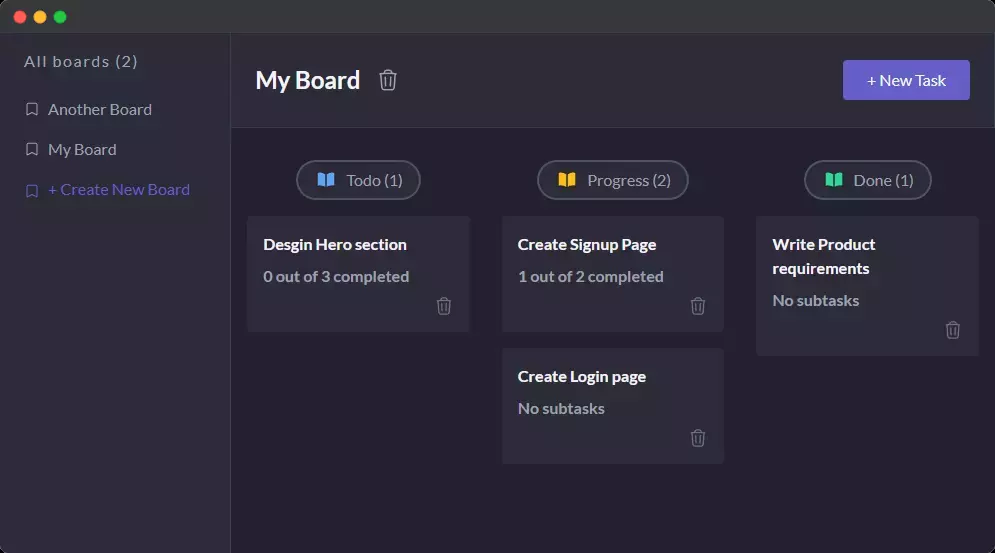 All boards (2)
Another Board
My Board
+ Create New Board
My Board
+ New Task
Todo (1)
Desgin Hero section
0 out of 3 completed
Progress (2)
Create Signup Page
1 out of 2 completed
Create Login page
No subtasks
Done (1)
Write Product
requirements
No subtasks